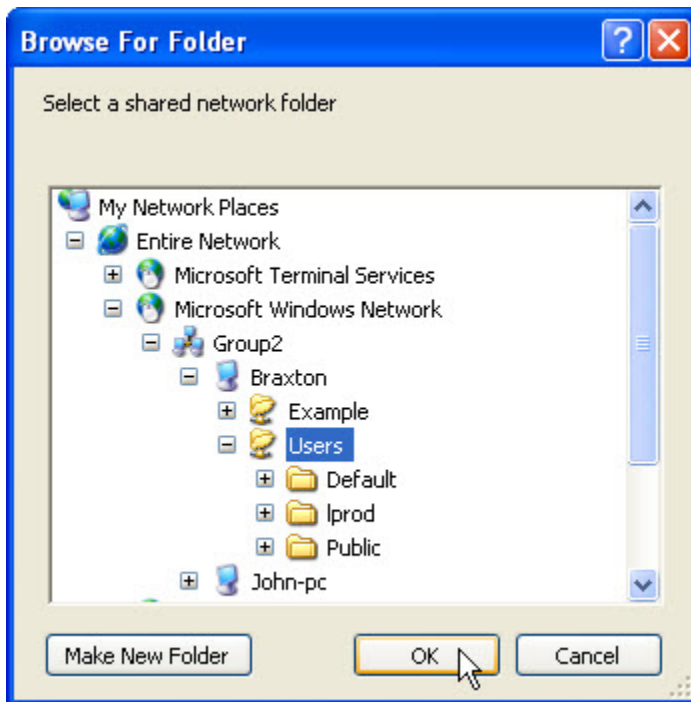 Browse For Folder
Select a shared network folder
My Network Places
Entire Network
Microsoft Terminal Services
Microsoft Windows Network
Group2
Braxton
Example
Users
Default
lprod
Public
John-pc
Make New Folder OK Cancel